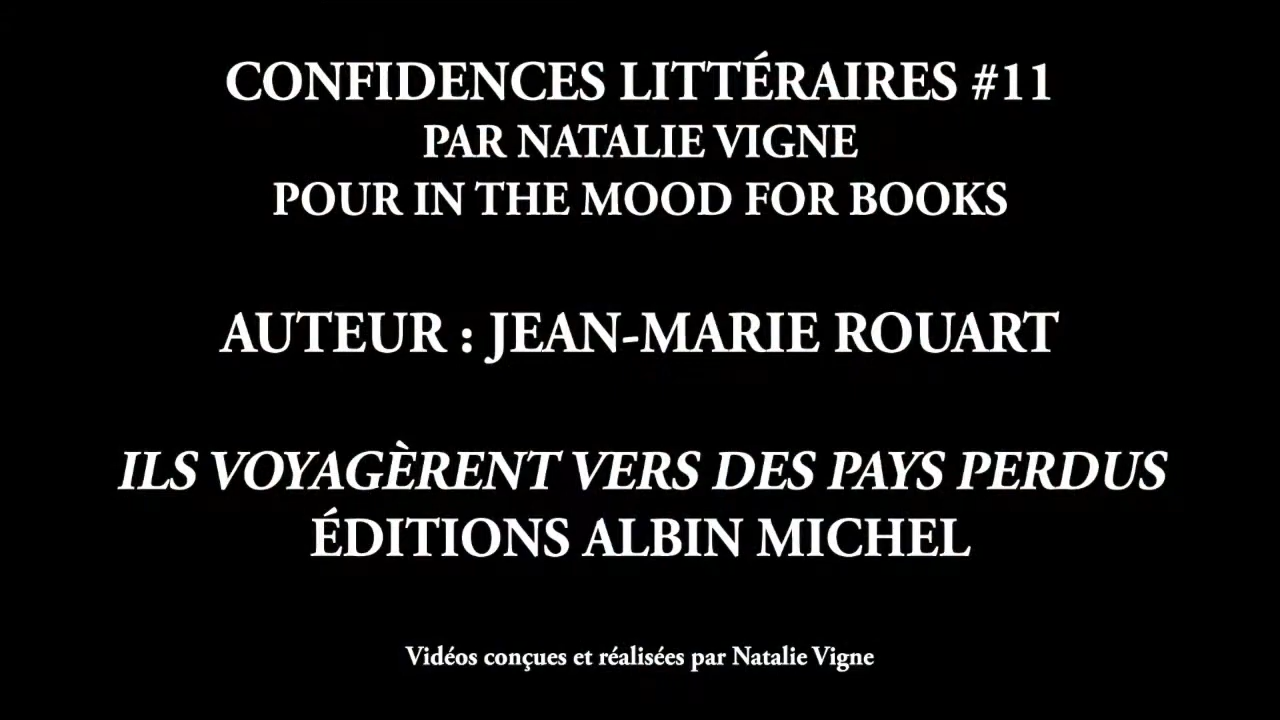 CONFIDENCES LITTÉRAIRES #11
PAR NATALIE VIGNE
POUR IN THE MOOD FOR BOOKS
AUTEUR : JEAN-MARIE ROUART
ILS VOYAGÈRENT VERS DES PAYS PERDUS
ÉDITIONS ALBIN MICHEL
Vidéos conçues et réalisées par Natalie Vigne